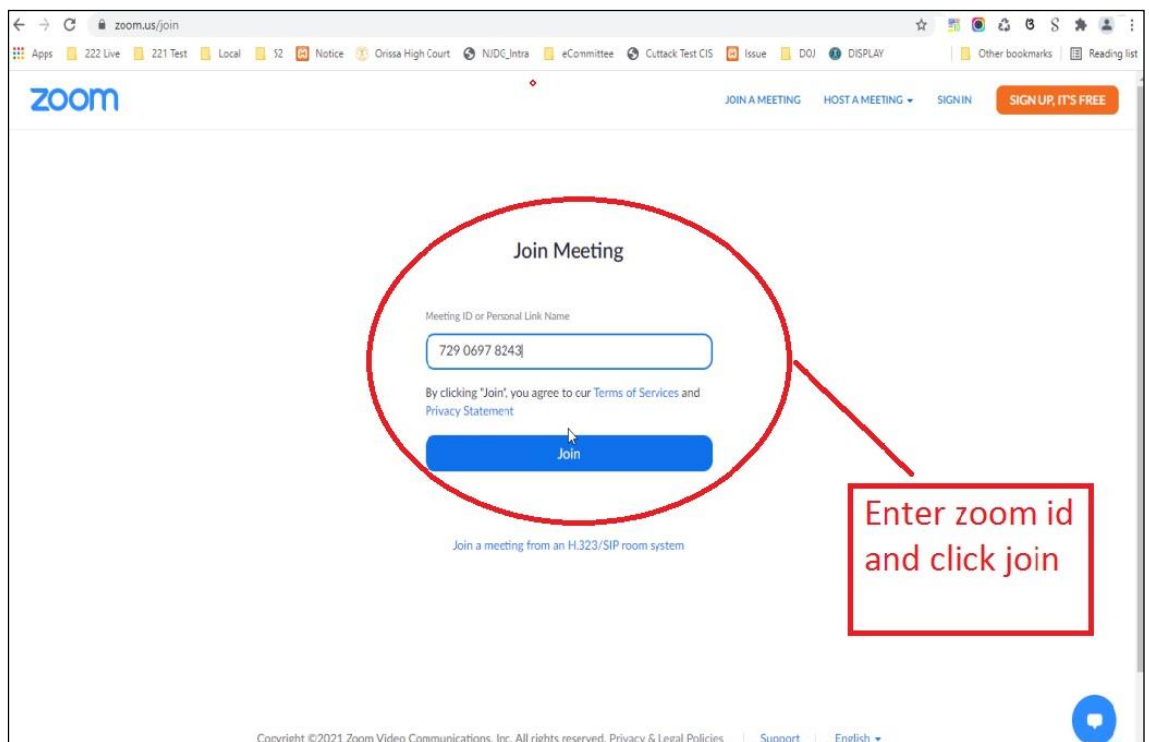 zoom.us/join
Apps 222 Live 221 Test Local S2 Notice Orissa High Court NJDG_Intra eCommittee Cuttack Test CIS Issue DOJ DISPLAY Other bookmarks Reading list
zoom
JOIN A MEETING HOST A MEETING SIGN IN SIGN UP, IT'S FREE
Join Meeting
Meeting ID or Personal Link Name
729 0697 8243
By clicking "Join", you agree to our Terms of Services and
Privacy Statement
Join
Enter zoom id
and click join
Join a meeting from an H.323/SIP room system
Copyright ©2021 Zoom Video Communications, Inc. All rights reserved. Privacy & Legal Policies Support English